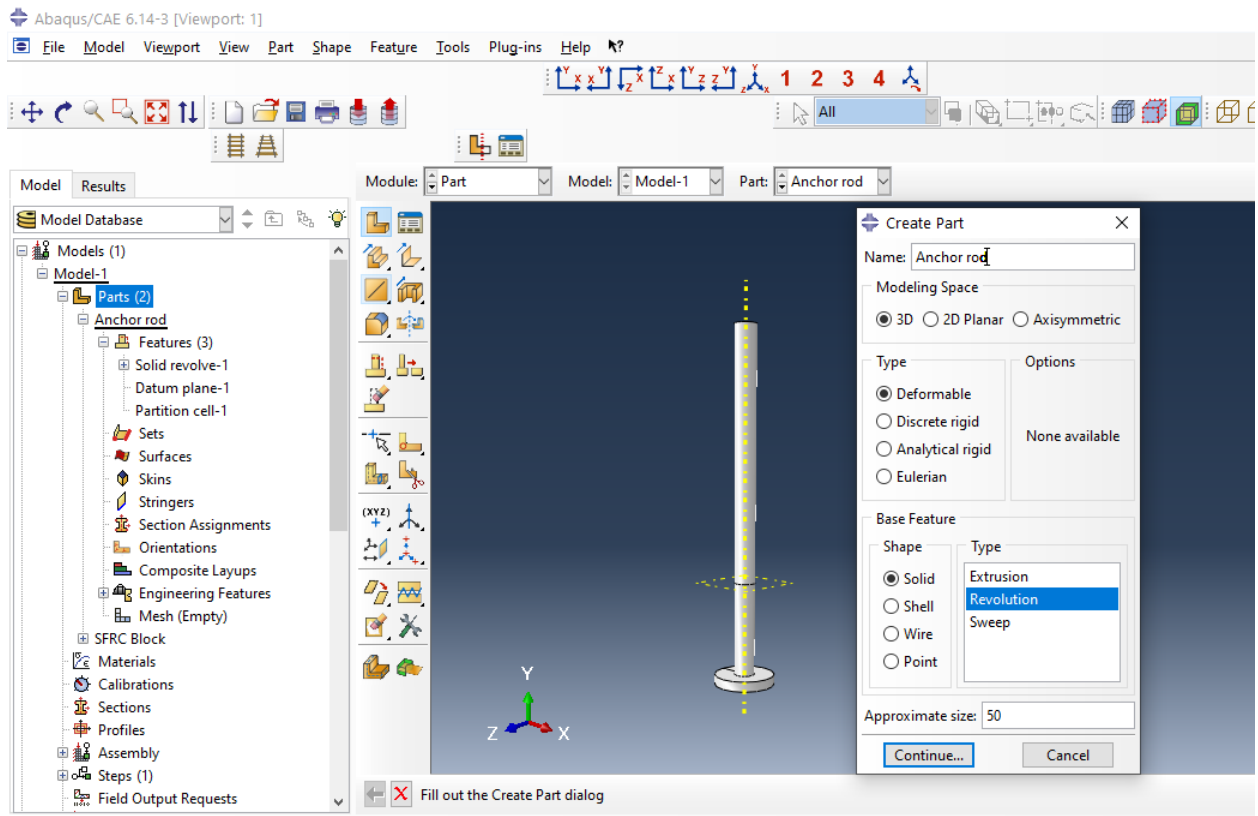 Abaqus/CAE 6.14-3 [Viewport: 1]
File Model Viewport View Part Shape Feature Tools Plug-ins Help
1 2 3 4
All
Model Results
Module: Part Model: Model-1 Part: Anchor rod
Model Database
Models (1)
Model-1
Parts (2)
Anchor rod
Features (3)
Solid revolve-1
Datum plane-1
Partition cell-1
Sets
Surfaces
Skins
Stringers
Section Assignments
Orientations
Composite Layups
Engineering Features
Mesh (Empty)
SFRC Block
Materials
Calibrations
Sections
Profiles
Assembly
Steps (1)
Field Output Requests
(XYZ)
Y
Z X
Create Part
Name: Anchor rod
Modeling Space
3D 2D Planar Axisymmetric
Type
Deformable
Discrete rigid
Analytical rigid
Eulerian
Options
None available
Base Feature
Shape
Solid
Shell
Wire
Point
Type
Extrusion
Revolution
Sweep
Approximate size: 50
Continue... Cancel
Fill out the Create Part dialog